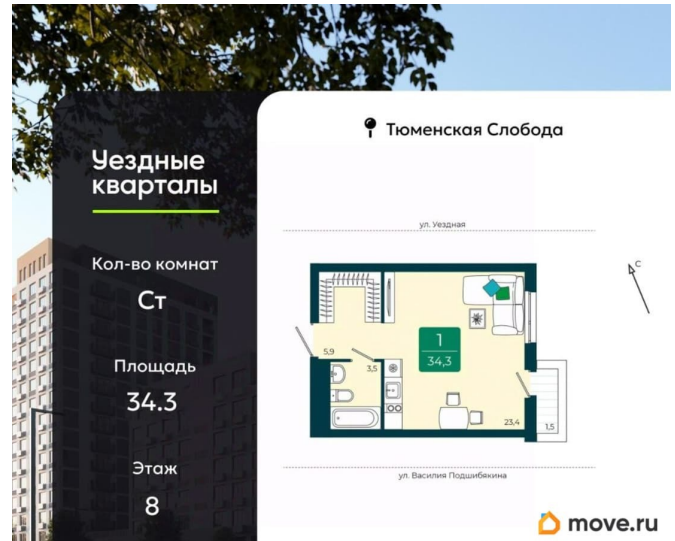 Уездные
кварталы
Кол-во комнат
Ст
Площадь
34.3
Этаж
8
Тюменская Слобода
ул. Уездная
С
1
34,3
5,9
3,5
23,4
1,5
ул. Василия Подшибякина
move.ru